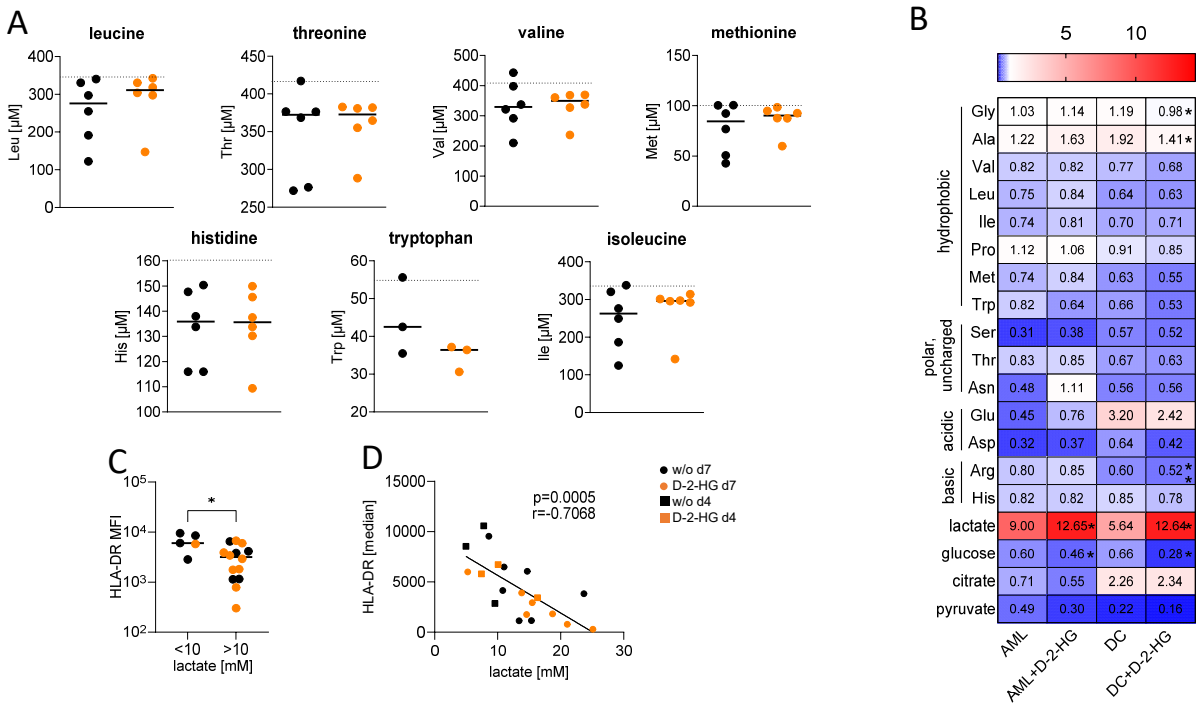 A
leucine
400
300
200
100
0
Leu [µM]
threonine
450
400
350
300
250
Thr [µM]
valine
600
400
200
0
Val [µM]
methionine
150
100
50
0
Met [µM]
histidine
160
150
140
130
120
110
100
His [µM]
tryptophan
60
50
40
30
20
Trp [µM]
isoleucine
400
300
200
100
0
Ile [µM]
B
5 10
hydrophobic
Gly 1.03 1.14 1.19 0.98 *
Ala 1.22 1.63 1.92 1.41 *
Val 0.82 0.82 0.77 0.68
Leu 0.75 0.84 0.64 0.63
Ile 0.74 0.81 0.70 0.71
Pro 1.12 1.06 0.91 0.85
Met 0.74 0.84 0.63 0.55
Trp 0.82 0.64 0.66 0.53
polar,
uncharged
Ser 0.31 0.38 0.57 0.52
Thr 0.83 0.85 0.67 0.63
Asn 0.48 1.11 0.56 0.56
acidic
Glu 0.45 0.76 3.20 2.42
Asp 0.32 0.37 0.64 0.42
basic
Arg 0.80 0.85 0.60 0.52 * *
His 0.82 0.82 0.85 0.78
lactate 9.00 12.65* 5.64 12.64*
glucose 0.60 0.46 * 0.66 0.28 *
citrate 0.71 0.55 2.26 2.34
pyruvate 0.49 0.30 0.22 0.16
AML AML+D-2-HG DC DC+D-2-HG
C
10⁵
10⁴
10³
10²
HLA-DR MFI
*
<10 >10
lactate [mM]
D
15000
10000
5000
0
HLA-DR [median]
p=0.0005
r=-0.7068
0 10 20 30
lactate [mM]
w/o d7
D-2-HG d7
w/o d4
D-2-HG d4